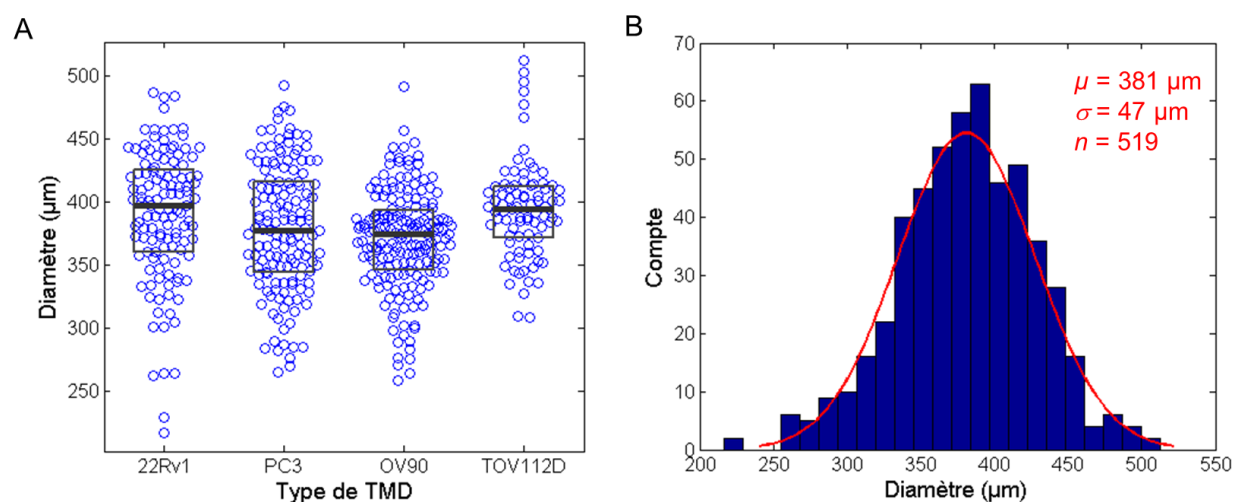 A
500
450
400
350
300
250
Diamètre (µm)
22Rv1
PC3
OV90
TOV112D
Type de TMD
B
70
60
50
40
30
20
10
0
Compte
µ = 381 µm
σ = 47 µm
n = 519
200
250
300
350
400
450
500
550
Diamètre (µm)